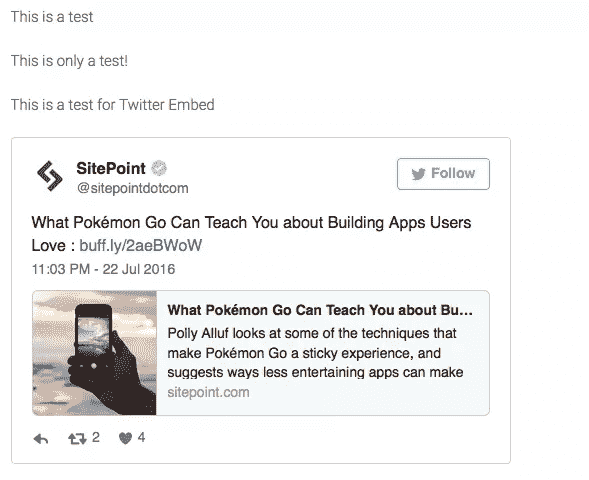 This is a test
This is only a test!
This is a test for Twitter Embed
SitePoint
@sitepointdotcom
Follow
What Pokémon Go Can Teach You about Building Apps Users
Love : buff.ly/2aeBWoW
11:03 PM - 22 Jul 2016
What Pokémon Go Can Teach You about Bu...
Polly Alluf looks at some of the techniques that
make Pokémon Go a sticky experience, and
suggests ways less entertaining apps can make
sitepoint.com
2 4